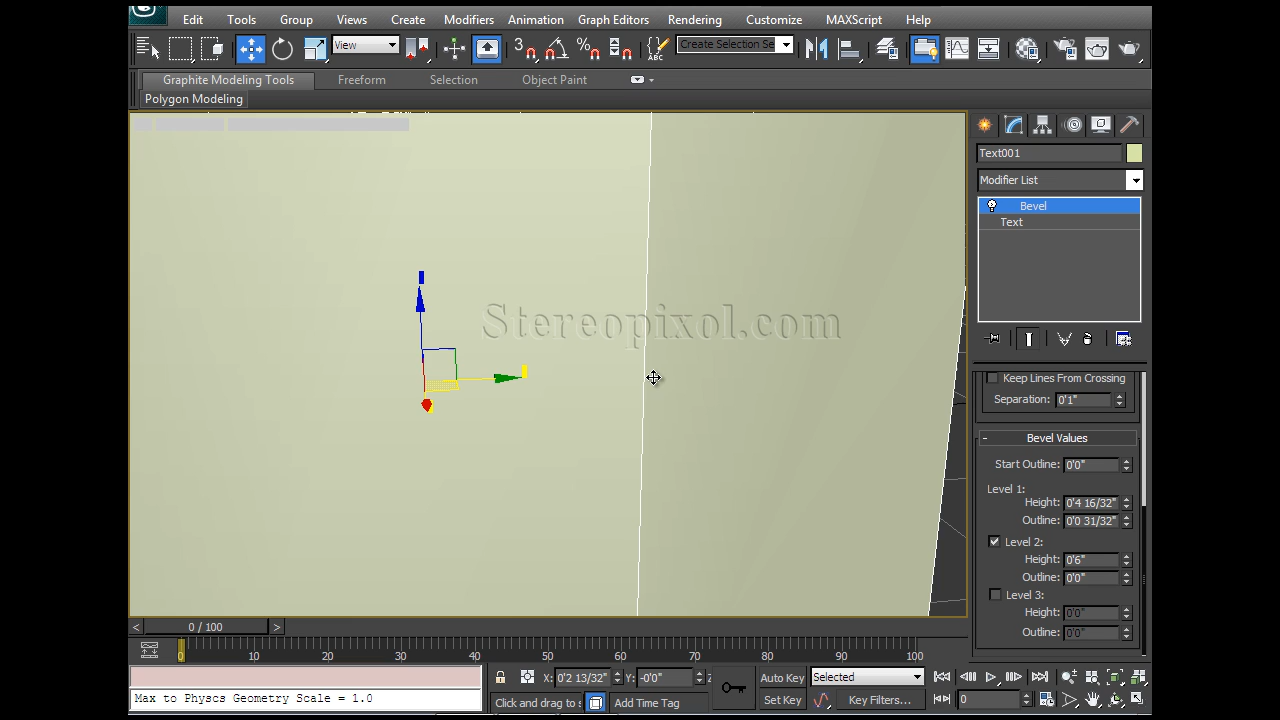 Edit Tools Group Views Create Modifiers Animation Graph Editors Rendering Customize MAXScript Help
View
3
ABC
Create Selection Se
Graphite Modeling Tools Freeform Selection Object Paint
Polygon Modeling
Text001
Modifier List
Bevel
Text
Stereopixol.com
Keep Lines From Crossing
Separation: 0'1"
- Bevel Values
Start Outline: 0'0"
Level 1:
Height: 0'4 16/32"
Outline: 0'0 31/32"
Level 2:
Height: 0'6"
Outline: 0'0"
Level 3:
Height: 0'0"
Outline: 0'0"
< 0 / 100 >
0 10 20 30 40 50 60 70 80 90 100
X: 0'2 13/32" Y: -0'0" Auto Key Selected
Max to Physcs Geometry Scale = 1.0
Click and drag to s Add Time Tag Set Key Key Filters... 0